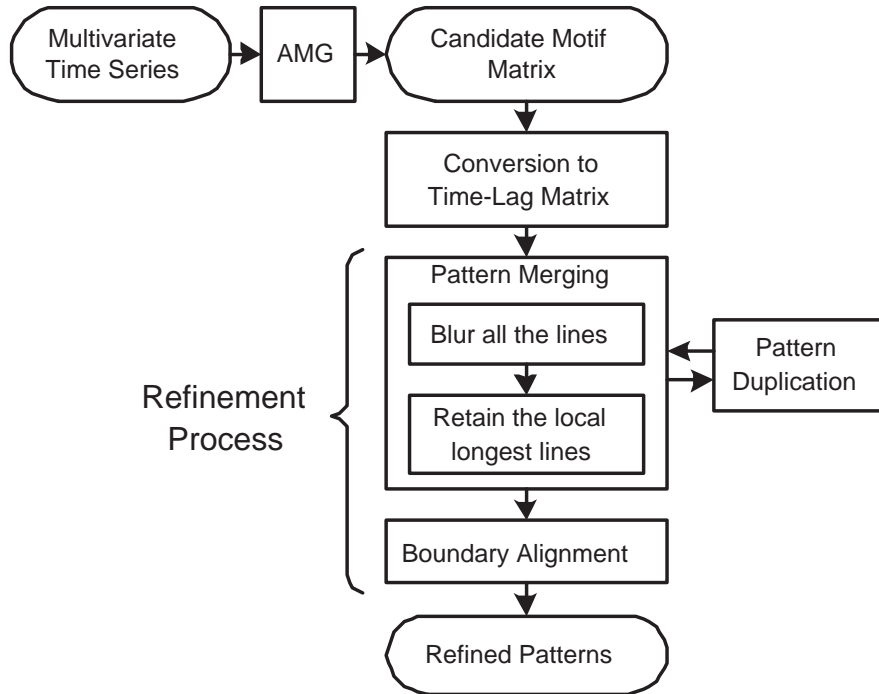 Multivariate
Time Series
AMG
Candidate Motif
Matrix
Conversion to
Time-Lag Matrix
Pattern Merging
Blur all the lines
Retain the local
longest lines
Pattern
Duplication
Refinement
Process
Boundary Alignment
Refined Patterns